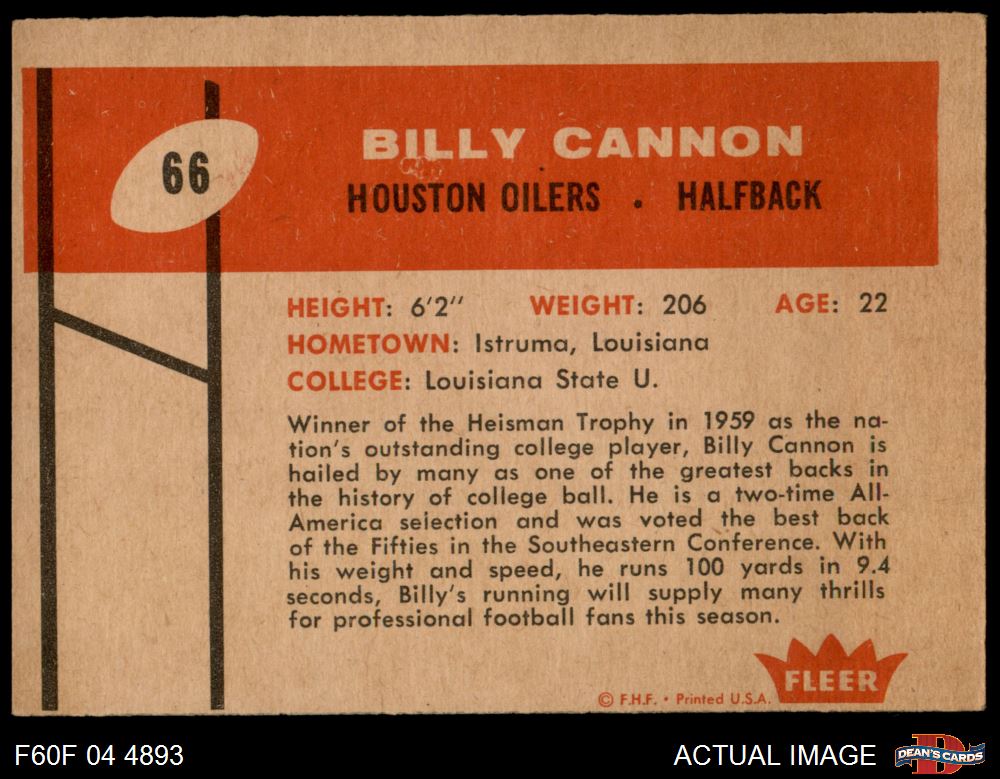 66
BILLY CANNON
HOUSTON OILERS . HALFBACK
HEIGHT: 6'2" WEIGHT: 206 AGE: 22
HOMETOWN: Istruma, Louisiana
COLLEGE: Louisiana State U.
Winner of the Heisman Trophy in 1959 as the na-
tion's outstanding college player, Billy Cannon is
hailed by many as one of the greatest backs in
the history of college ball. He is a two-time All-
America selection and was voted the best back
of the Fifties in the Southeastern Conference. With
his weight and speed, he runs 100 yards in 9.4
seconds, Billy's running will supply many thrills
for professional football fans this season.
FLEER
© F.H.F. • Printed U.S.A.
F60F 04 4893
ACTUAL IMAGE
D
DEAN'S CARDS